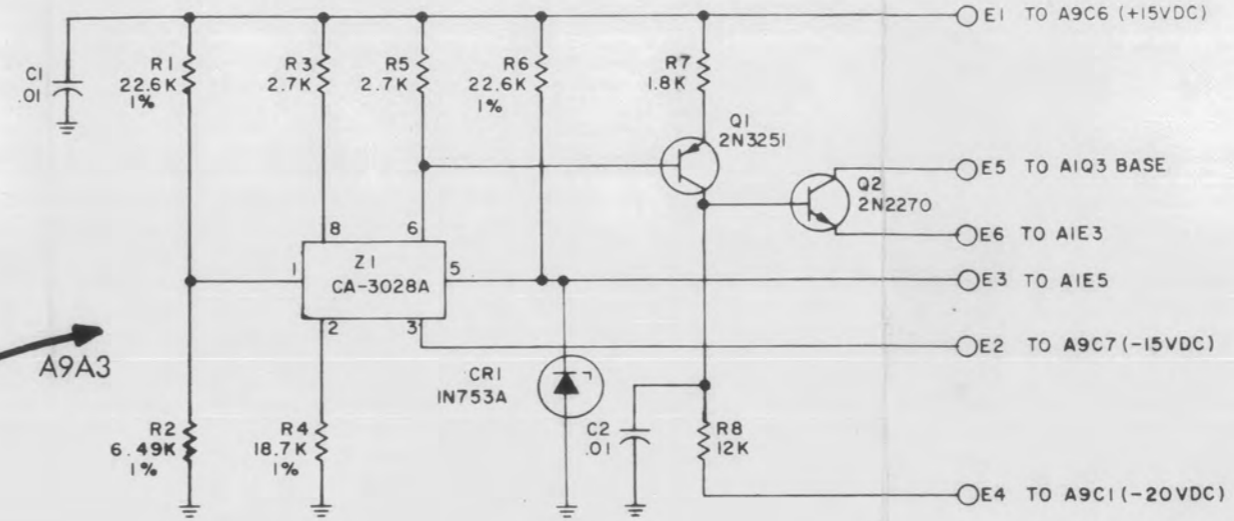 E1 TO A9C6 (+15VDC)
C1
.01
R1
22.6K
1%
R3
2.7K
R5
2.7K
R6
22.6K
1%
R7
1.8K
Q1
2N3251
E5 TO A1Q3 BASE
Q2
2N2270
E6 TO A1E3
8
6
1
Z1
CA-3028A
5
E3 TO A1E5
2
3
E2 TO A9C7 (-15VDC)
A9A3
CR1
1N753A
R2
6.49K
1%
R4
18.7K
1%
C2
.01
R8
12K
E4 TO A9C1 (-20VDC)